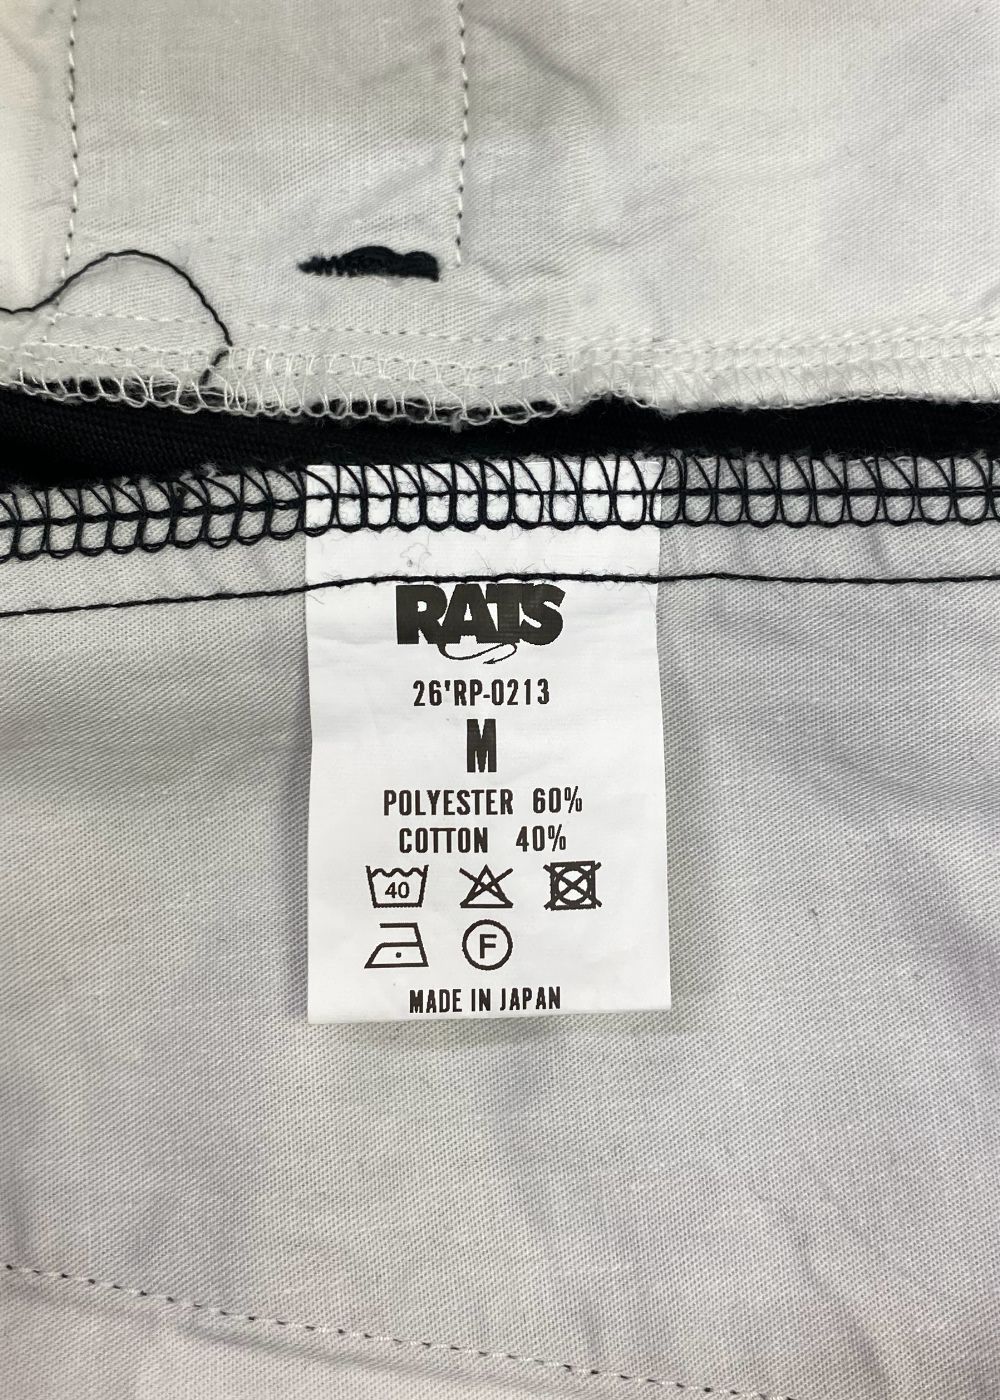 RATS
26'RP-0213
M
POLYESTER 60%
COTTON 40%
40
F
MADE IN JAPAN